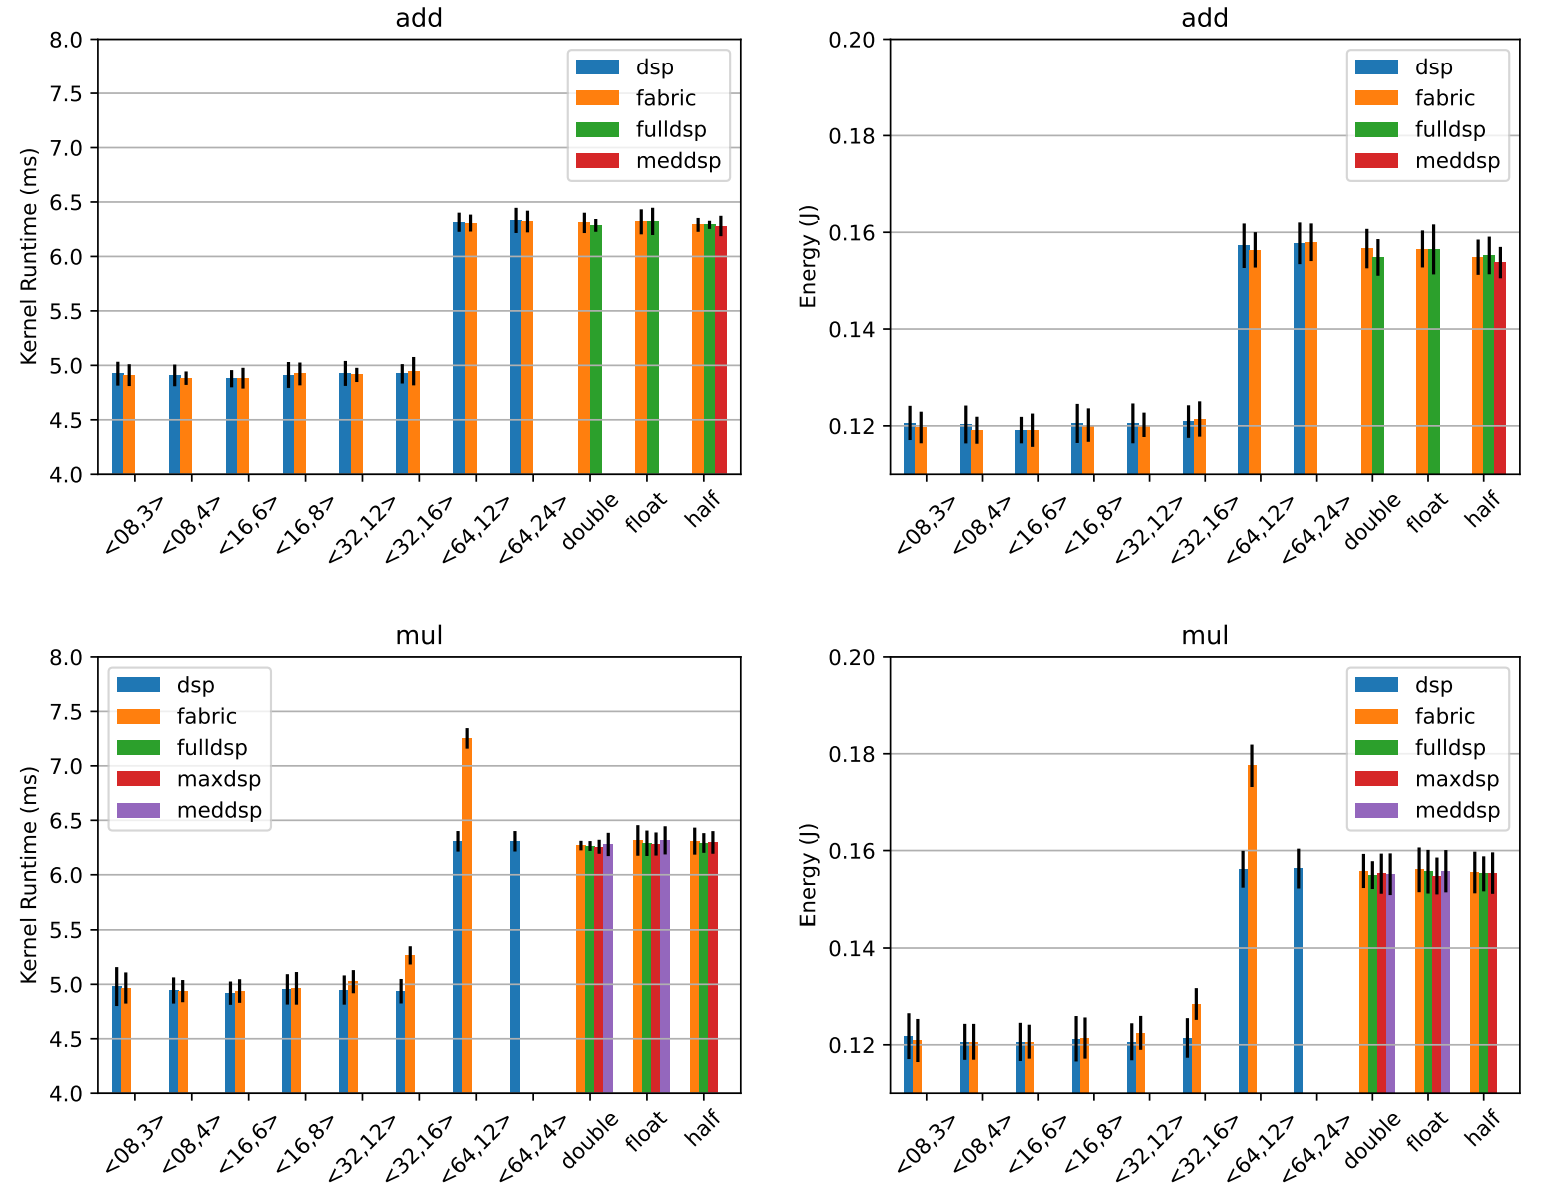 add
Kernel Runtime (ms)
8.0
7.5
7.0
6.5
6.0
5.5
5.0
4.5
4.0
dsp
fabric
fulldsp
meddsp
<08,3>
<08,4>
<16,6>
<16,8>
<32,12>
<32,16>
<64,12>
<64,24>
double
float
half
add
Energy (J)
0.20
0.18
0.16
0.14
0.12
dsp
fabric
fulldsp
meddsp
<08,3>
<08,4>
<16,6>
<16,8>
<32,12>
<32,16>
<64,12>
<64,24>
double
float
half
mul
Kernel Runtime (ms)
8.0
7.5
7.0
6.5
6.0
5.5
5.0
4.5
4.0
dsp
fabric
fulldsp
maxdsp
meddsp
<08,3>
<08,4>
<16,6>
<16,8>
<32,12>
<32,16>
<64,12>
<64,24>
double
float
half
mul
Energy (J)
0.20
0.18
0.16
0.14
0.12
dsp
fabric
fulldsp
maxdsp
meddsp
<08,3>
<08,4>
<16,6>
<16,8>
<32,12>
<32,16>
<64,12>
<64,24>
double
float
half